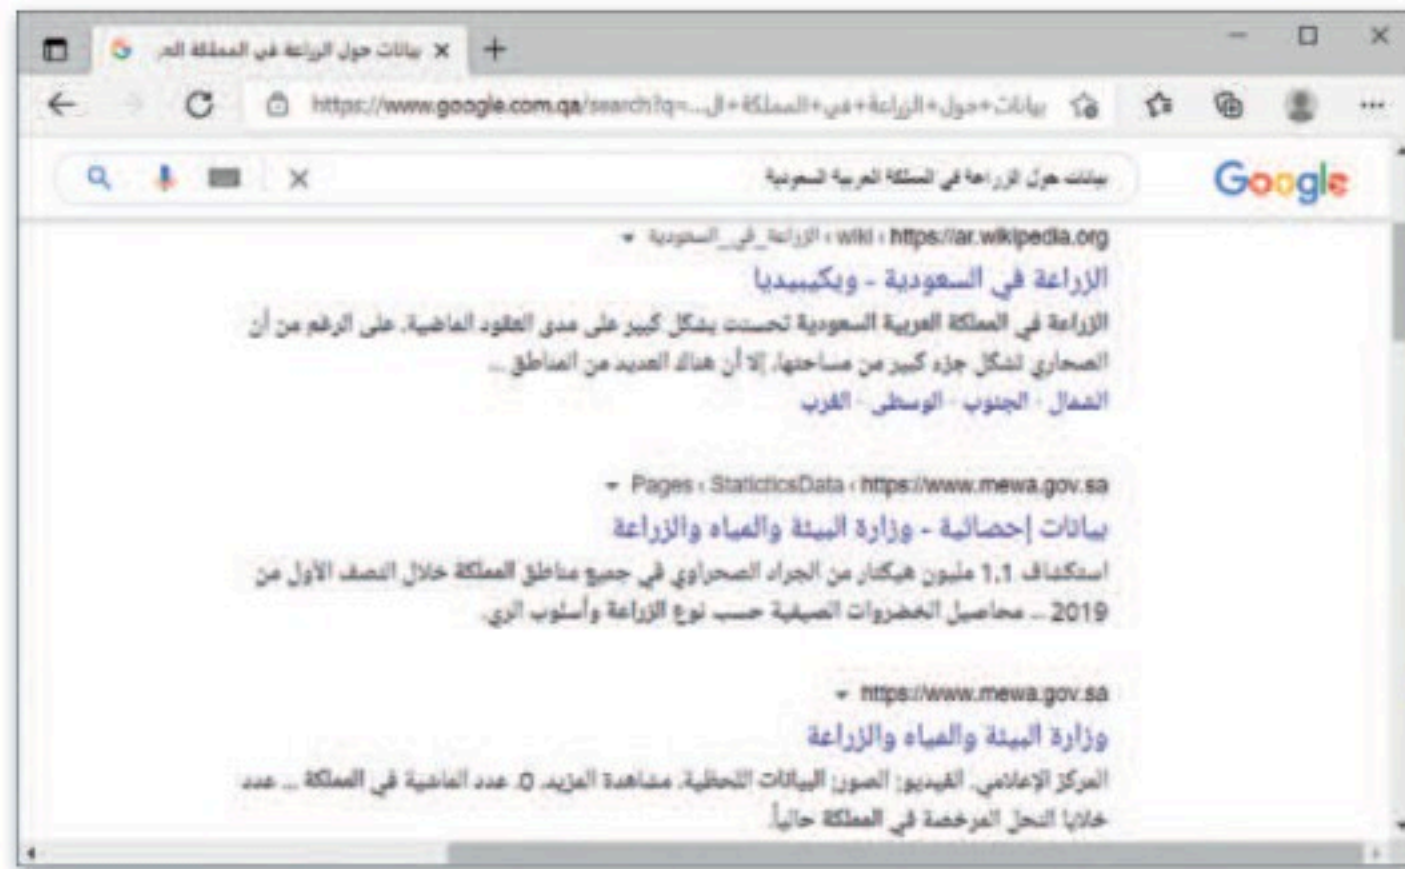 بيانات حول الزراعة في المملكة العر
https://www.google.com.qa/search?q=بيانات+حول+الزراعة+في+المملكة+ال...
بيانات حول الزراعة في المملكة العربية السعودية
Google
https://ar.wikipedia.org › wiki › الزراعة_في_السعودية
الزراعة في السعودية - ويكيبيديا
الزراعة في المملكة العربية السعودية تحسنت بشكل كبير على مدى العقود الماضية. على الرغم من أن
الصحاري تشكل جزء كبير من مساحتها، إلا أن هناك العديد من المناطق ...
الشمال · الجنوب · الوسطى · الغرب
https://www.mewa.gov.sa › StaticticsData › Pages
بيانات إحصائية - وزارة البيئة والمياه والزراعة
استكشاف 1,1 مليون هيكتار من الجراد الصحراوي في جميع مناطق المملكة خلال النصف الأول من
2019 ... محاصيل الخضروات الصيفية حسب نوع الزراعة وأسلوب الري.
https://www.mewa.gov.sa
وزارة البيئة والمياه والزراعة
المركز الإعلامي. الفيديو; الصور; البيانات اللحظية. مشاهدة المزيد. 0. عدد الماشية في المملكة ... عدد
خلايا النحل المرخصة في المملكة حالياً.